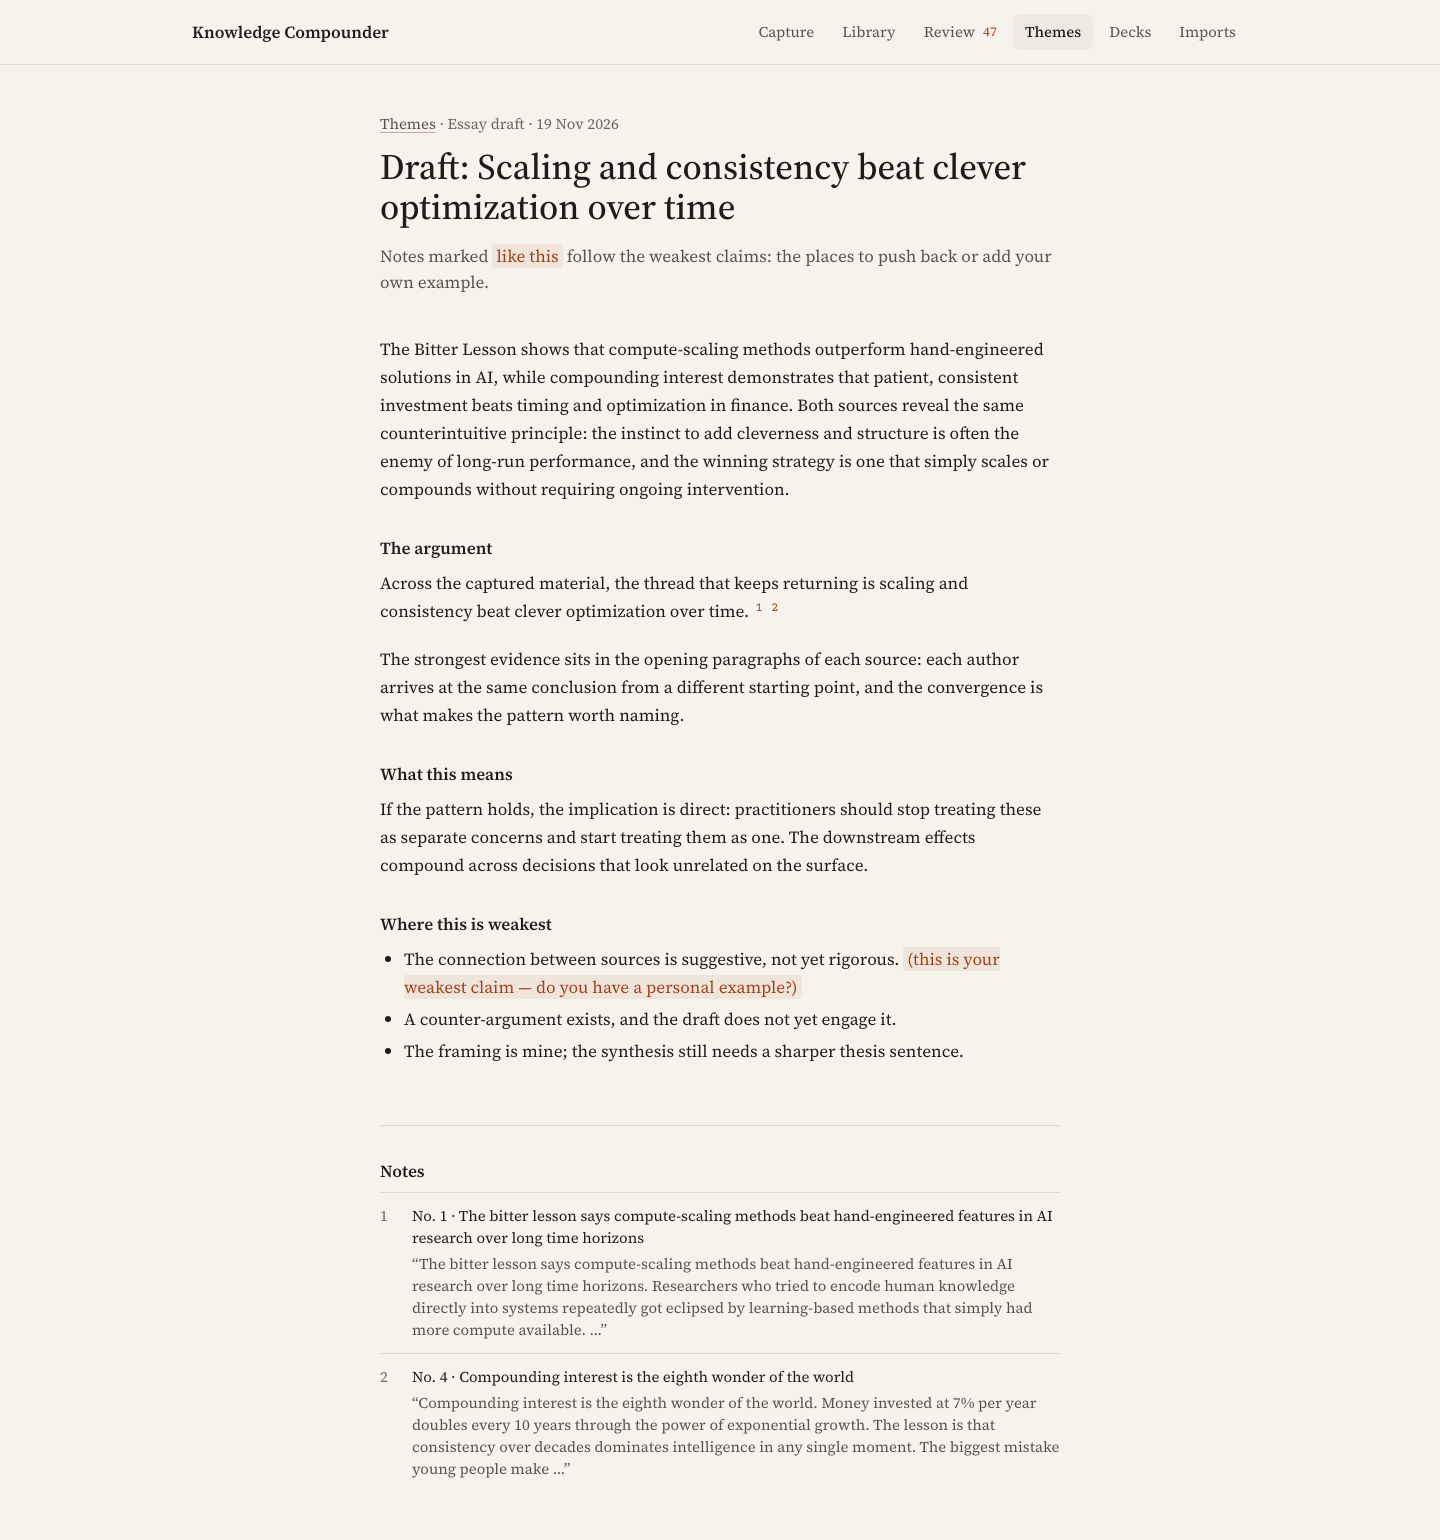 Knowledge Compounder
Capture
Library
Review 47
Themes
Decks
Imports
Themes · Essay draft · 19 Nov 2026
Draft: Scaling and consistency beat clever
optimization over time
Notes marked like this follow the weakest claims: the places to push back or add your
own example.
The Bitter Lesson shows that compute-scaling methods outperform hand-engineered
solutions in AI, while compounding interest demonstrates that patient, consistent
investment beats timing and optimization in finance. Both sources reveal the same
counterintuitive principle: the instinct to add cleverness and structure is often the
enemy of long-run performance, and the winning strategy is one that simply scales or
compounds without requiring ongoing intervention.
The argument
Across the captured material, the thread that keeps returning is scaling and
consistency beat clever optimization over time. 1 2
The strongest evidence sits in the opening paragraphs of each source: each author
arrives at the same conclusion from a different starting point, and the convergence is
what makes the pattern worth naming.
What this means
If the pattern holds, the implication is direct: practitioners should stop treating these
as separate concerns and start treating them as one. The downstream effects
compound across decisions that look unrelated on the surface.
Where this is weakest
• The connection between sources is suggestive, not yet rigorous. (this is your
weakest claim — do you have a personal example?)
• A counter-argument exists, and the draft does not yet engage it.
• The framing is mine; the synthesis still needs a sharper thesis sentence.
Notes
1 No. 1 · The bitter lesson says compute-scaling methods beat hand-engineered features in AI
research over long time horizons
“The bitter lesson says compute-scaling methods beat hand-engineered features in AI
research over long time horizons. Researchers who tried to encode human knowledge
directly into systems repeatedly got eclipsed by learning-based methods that simply had
more compute available. …”
2 No. 4 · Compounding interest is the eighth wonder of the world
“Compounding interest is the eighth wonder of the world. Money invested at 7% per year
doubles every 10 years through the power of exponential growth. The lesson is that
consistency over decades dominates intelligence in any single moment. The biggest mistake
young people make …”